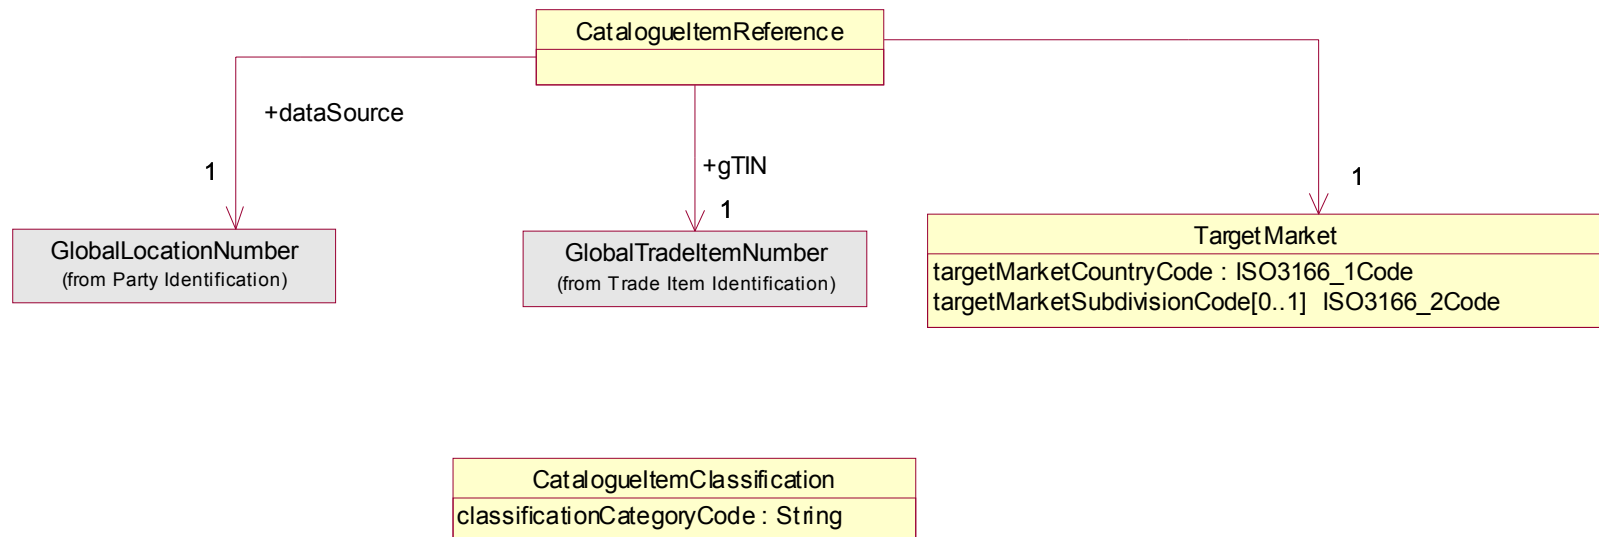 CatalogueItemReference
+dataSource
1
+gTIN
1
1
GlobalLocationNumber
(from Party Identification)
GlobalTradeItemNumber
(from Trade Item Identification)
TargetMarket
targetMarketCountryCode : ISO3166_1Code
targetMarketSubdivisionCode[0..1] ISO3166_2Code
CatalogueItemClassification
classificationCategoryCode : String